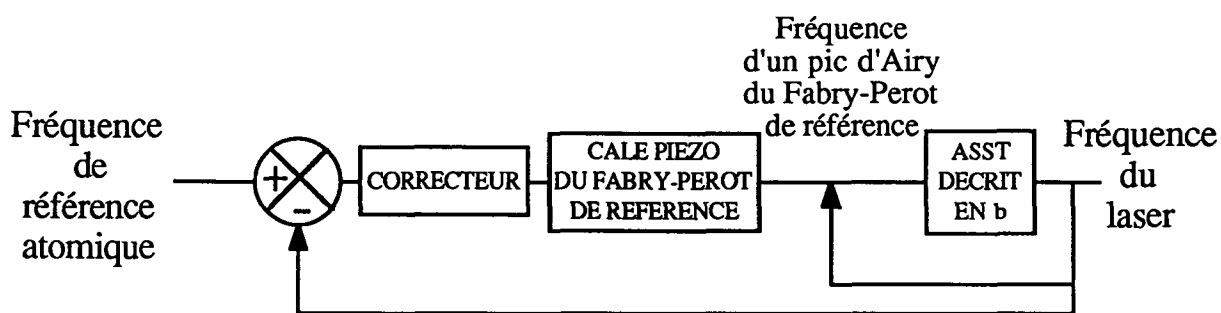 Fréquence
de
référence
atomique
+
−
CORRECTEUR
CALE PIEZO
DU FABRY-PEROT
DE REFERENCE
Fréquence
d'un pic d'Airy
du Fabry-Perot
de référence
ASST
DECRIT
EN b
Fréquence
du
laser